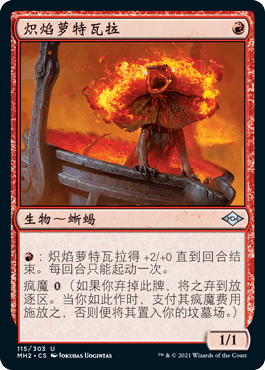 炽焰萝特瓦拉
生物～蜥蜴
：炽焰萝特瓦拉得 +2/+0 直到回合结
束。每回合只能起动一次。
疯魔 0（如果你弃掉此牌，将之弃到放
逐区。当你如此作时，支付其疯魔费用
施放之，否则便将其置入你的坟墓场。）
1/1
115/303 U
MH2 • CS JOKUBAS UOGINTAS
™ & © 2021 Wizards of the Coast